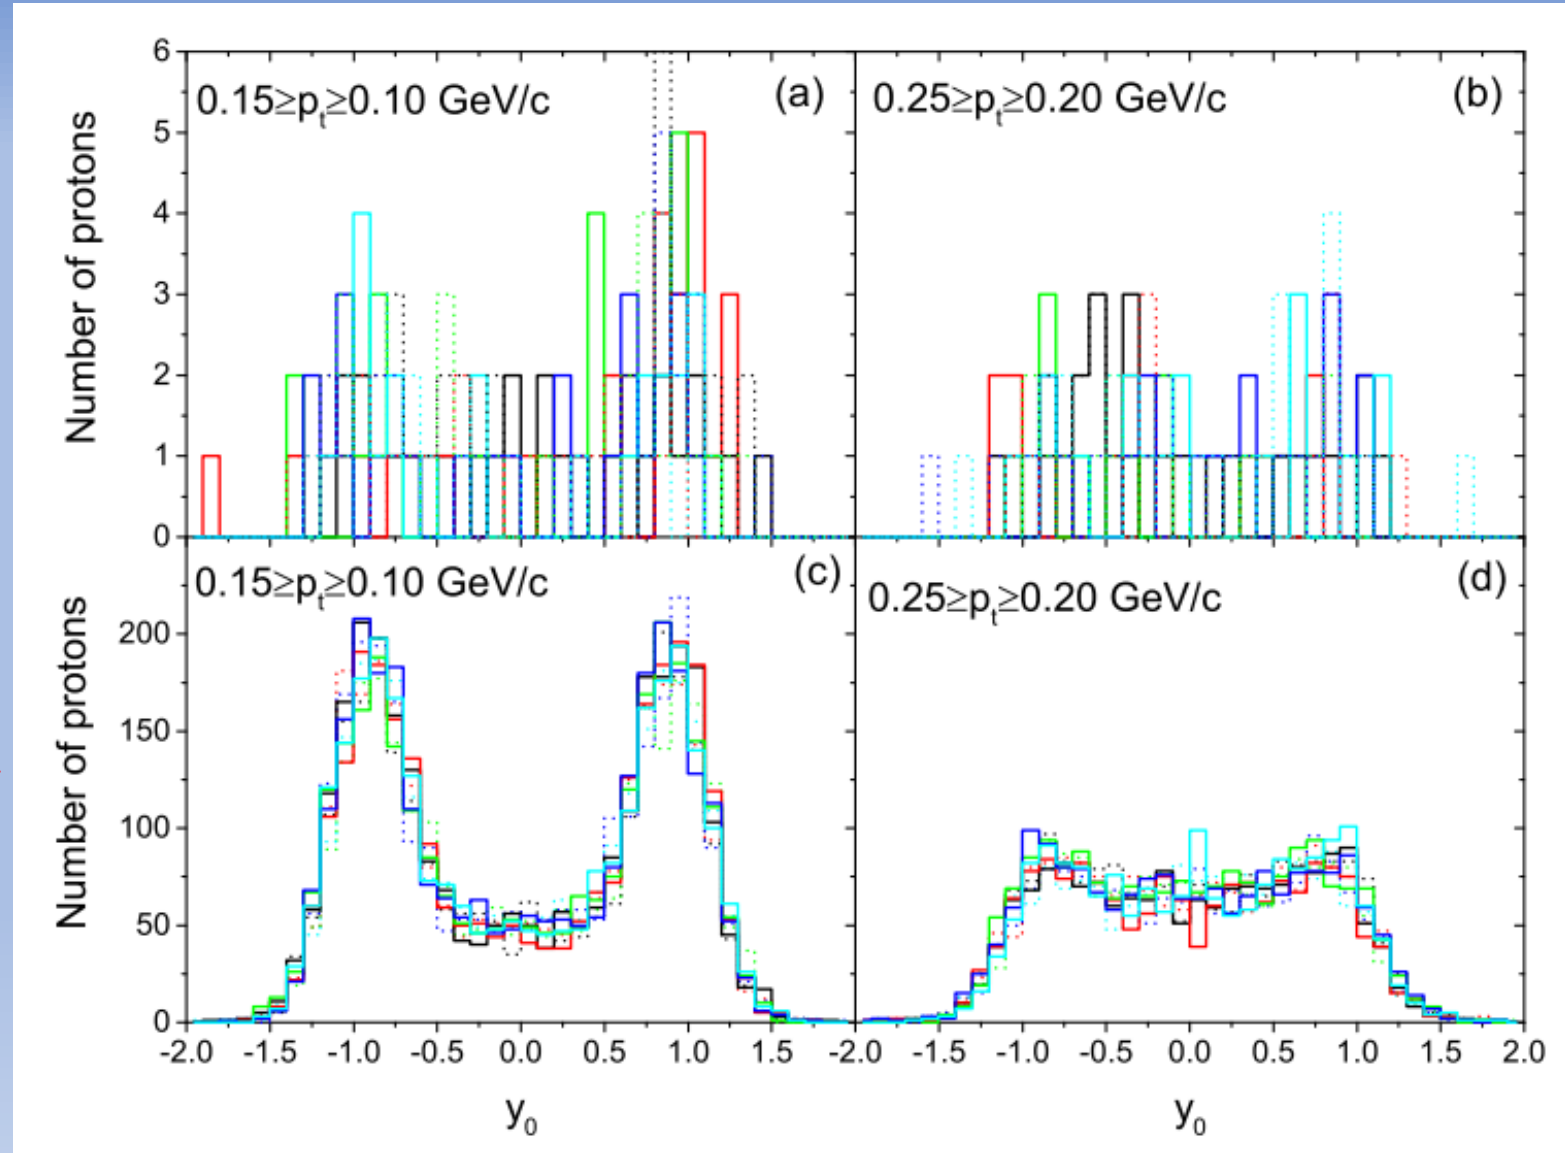 6
5
4
3
2
1
0
Number of protons
0.15≥pt≥0.10 GeV/c
(a)
0.25≥pt≥0.20 GeV/c
(b)
200
150
100
50
0
Number of protons
0.15≥pt≥0.10 GeV/c
(c)
0.25≥pt≥0.20 GeV/c
(d)
-2.0 -1.5 -1.0 -0.5 0.0 0.5 1.0 1.5 -2.0 -1.5 -1.0 -0.5 0.0 0.5 1.0 1.5 2.0
y0 y0